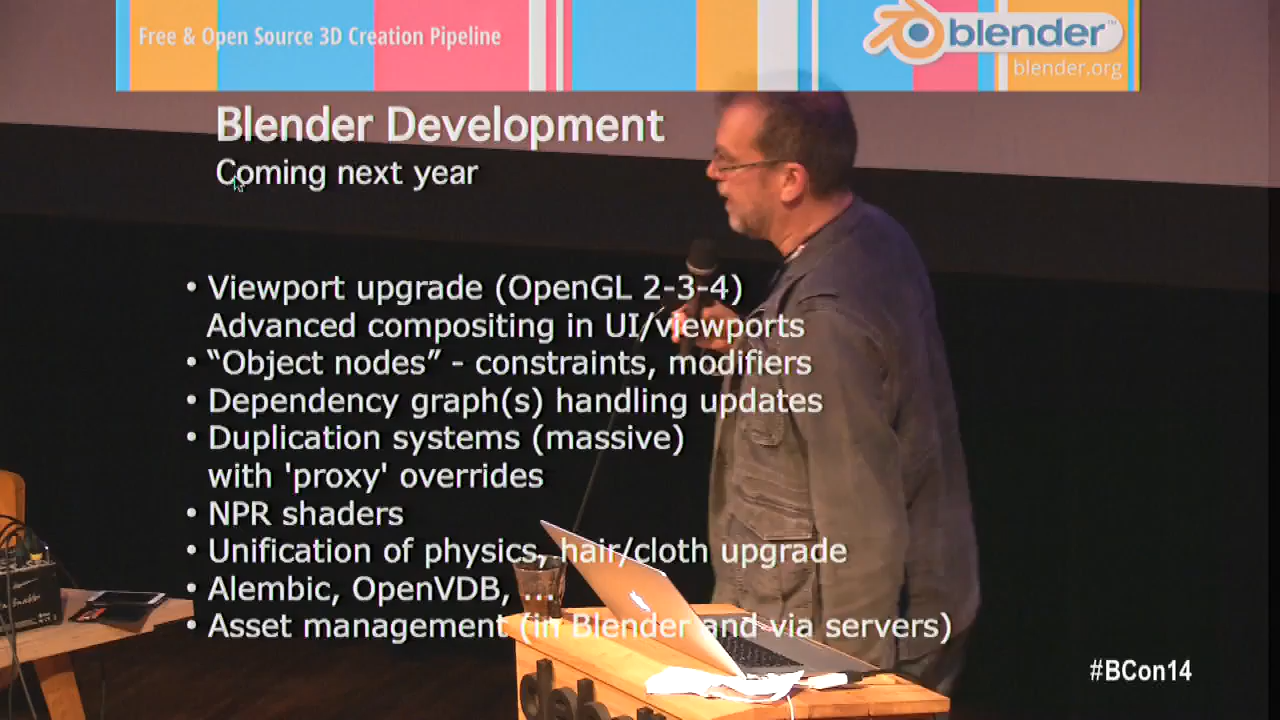 Free & Open Source 3D Creation Pipeline
blender™
blender.org
Blender Development
Coming next year
• Viewport upgrade (OpenGL 2-3-4)
Advanced compositing in UI/viewports
• “Object nodes” - constraints, modifiers
• Dependency graph(s) handling updates
• Duplication systems (massive)
with 'proxy' overrides
• NPR shaders
• Unification of physics, hair/cloth upgrade
• Alembic, OpenVDB, ...
• Asset management (in Blender and via servers)
#BCon14